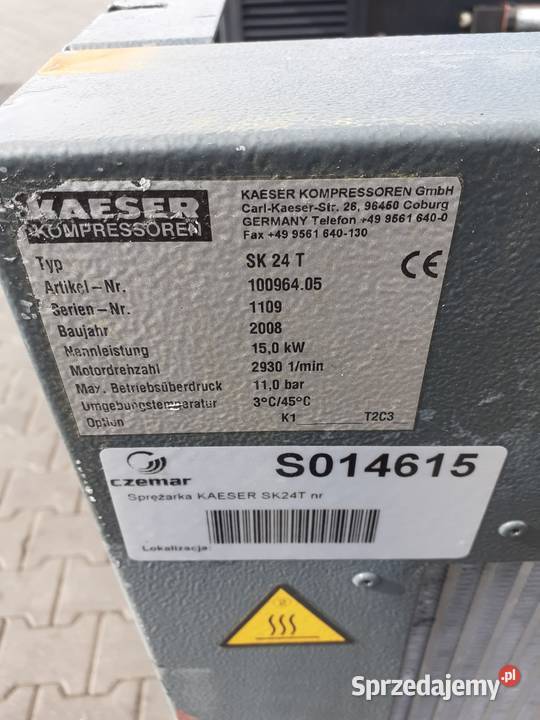 KAESER
KOMPRESSOREN
KAESER KOMPRESSOREN GmbH
Carl-Kaeser-Str. 26, 96450 Coburg
GERMANY Telefon +49 9561 640-0
Fax +49 9561 640-130
Typ SK 24 T
CE
Artikel-Nr. 100964.05
Serien-Nr. 1109
Baujahr 2008
Nennleistung 15,0 kW
Motordrehzahl 2930 1/min
Max. Betriebsüberdruck 11,0 bar
Umgebungstemperatur 3°C/45°C
Option K1______T2C3
czemar
S014615
Sprężarka KAESER SK24T nr
Lokalizacja:
Sprzedajemy.pl